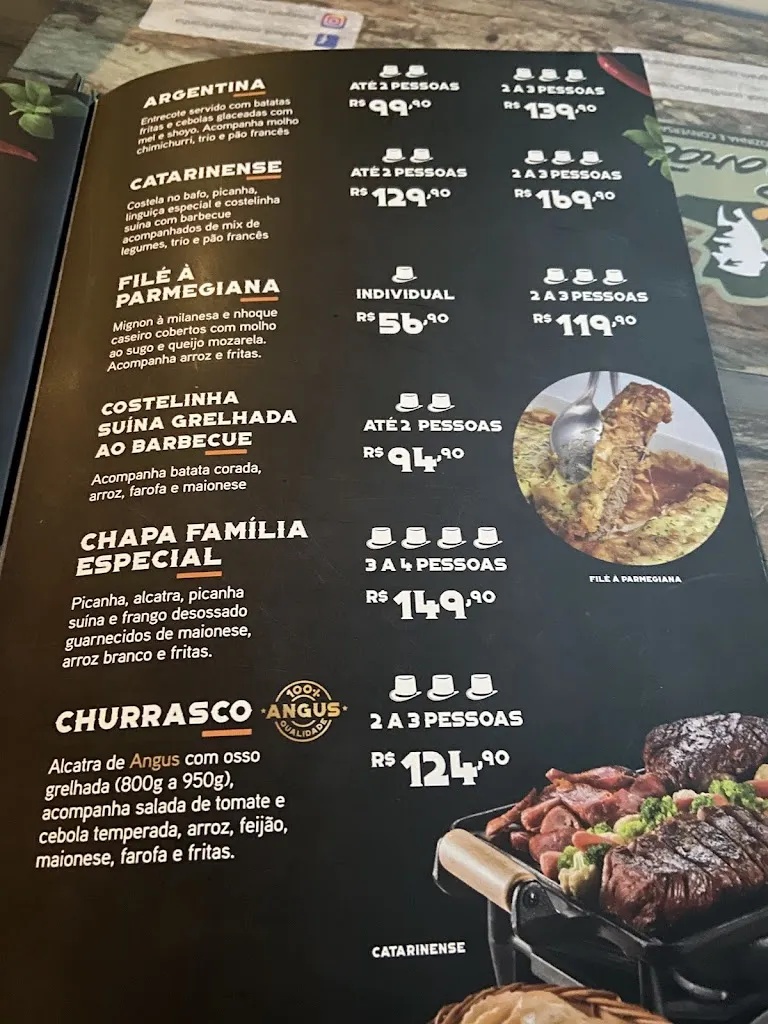 ARGENTINA
Entrecote servido com batatas
fritas e cebolas glaceadas com
mel e shoyo. Acompanha molho
chimichurri, trio e pão francês
ATÉ 2 PESSOAS
R$ 99,90
2 A 3 PESSOAS
R$ 139,90
CATARINENSE
Costela no bafo, picanha,
linguiça especial e costelinha
suína com barbecue
acompanhados de mix de
legumes, trio e pão francês
ATÉ 2 PESSOAS
R$ 129,90
2 A 3 PESSOAS
R$ 169,90
FILÉ À
PARMEGIANA
Mignon à milanesa e nhoque
caseiro cobertos com molho
ao sugo e queijo mozarela.
Acompanha arroz e fritas.
INDIVIDUAL
R$ 56,90
2 A 3 PESSOAS
R$ 119,90
COSTELINHA
SUÍNA GRELHADA
AO BARBECUE
Acompanha batata corada,
arroz, farofa e maionese
ATÉ 2 PESSOAS
R$ 94,90
FILÉ À PARMEGIANA
CHAPA FAMÍLIA
ESPECIAL
Picanha, alcatra, picanha
suína e frango desossado
guarnecidos de maionese,
arroz branco e fritas.
3 A 4 PESSOAS
R$ 149,90
CHURRASCO
100%
ANGUS
QUALIDADE
Alcatra de Angus com osso
grelhada (800g a 950g),
acompanha salada de tomate e
cebola temperada, arroz, feijão,
maionese, farofa e fritas.
2 A 3 PESSOAS
R$ 124,90
CATARINENSE